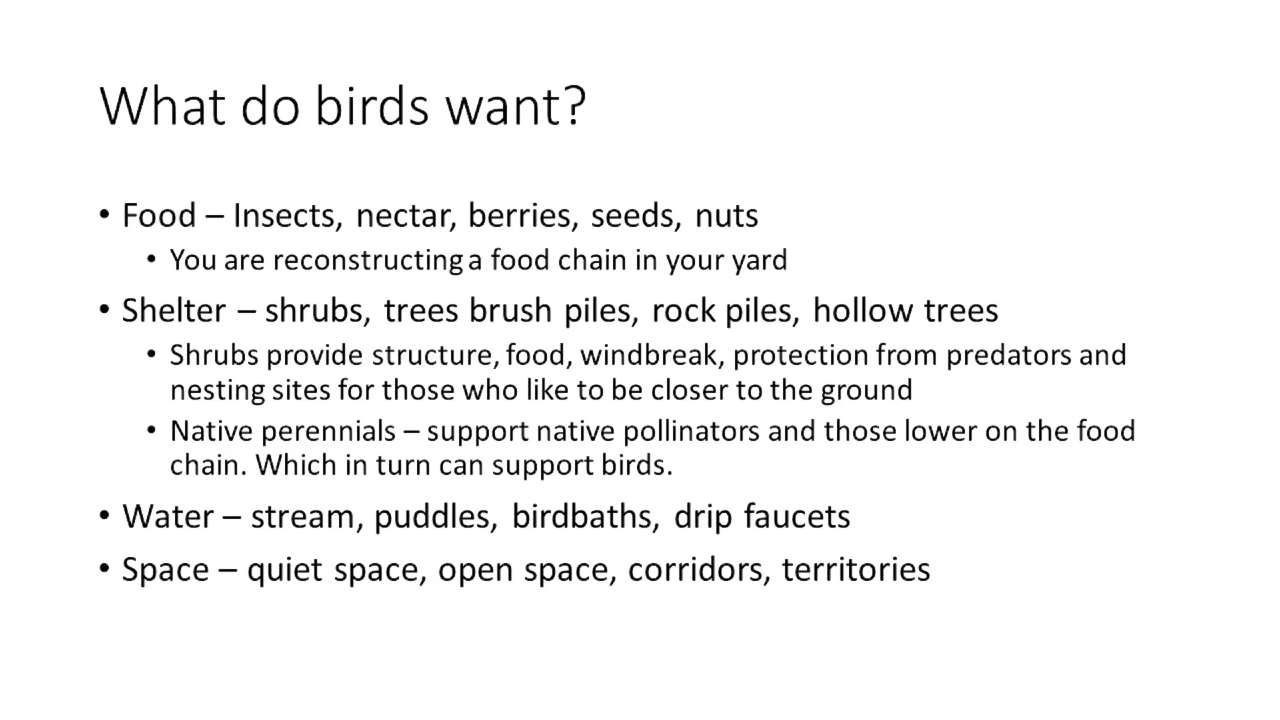 What do birds want?
• Food – Insects, nectar, berries, seeds, nuts
• You are reconstructing a food chain in your yard
• Shelter – shrubs, trees brush piles, rock piles, hollow trees
• Shrubs provide structure, food, windbreak, protection from predators and
nesting sites for those who like to be closer to the ground
• Native perennials – support native pollinators and those lower on the food
chain. Which in turn can support birds.
• Water – stream, puddles, birdbaths, drip faucets
• Space – quiet space, open space, corridors, territories